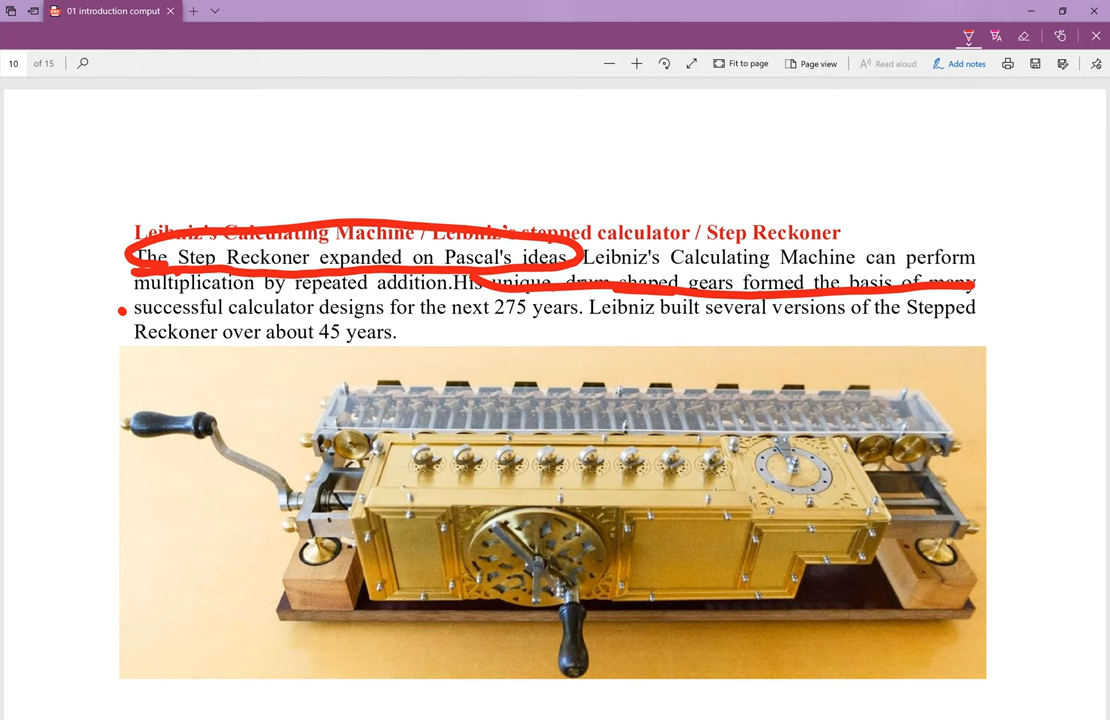 01 introduction comput
10 of 15
Fit to page
Page view
Read aloud
Add notes
Leibniz's Calculating Machine / Leibniz's stepped calculator / Step Reckoner
The Step Reckoner expanded on Pascal's ideas. Leibniz's Calculating Machine can perform
multiplication by repeated addition.His unique, drum-shaped gears formed the basis of many
successful calculator designs for the next 275 years. Leibniz built several versions of the Stepped
Reckoner over about 45 years.